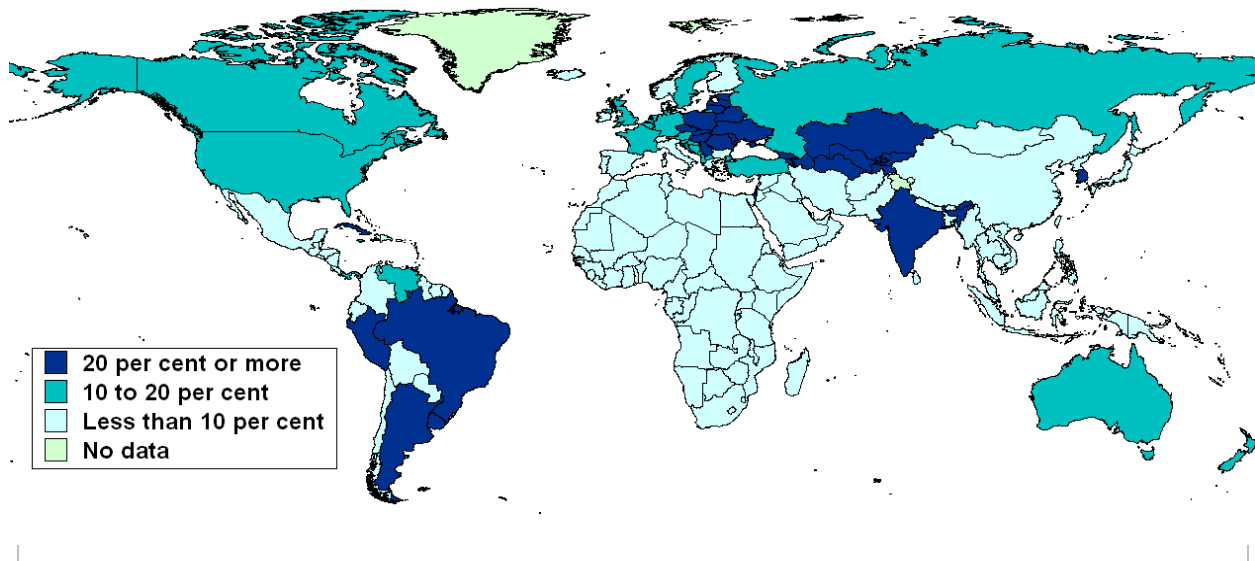 20 per cent or more
10 to 20 per cent
Less than 10 per cent
No data